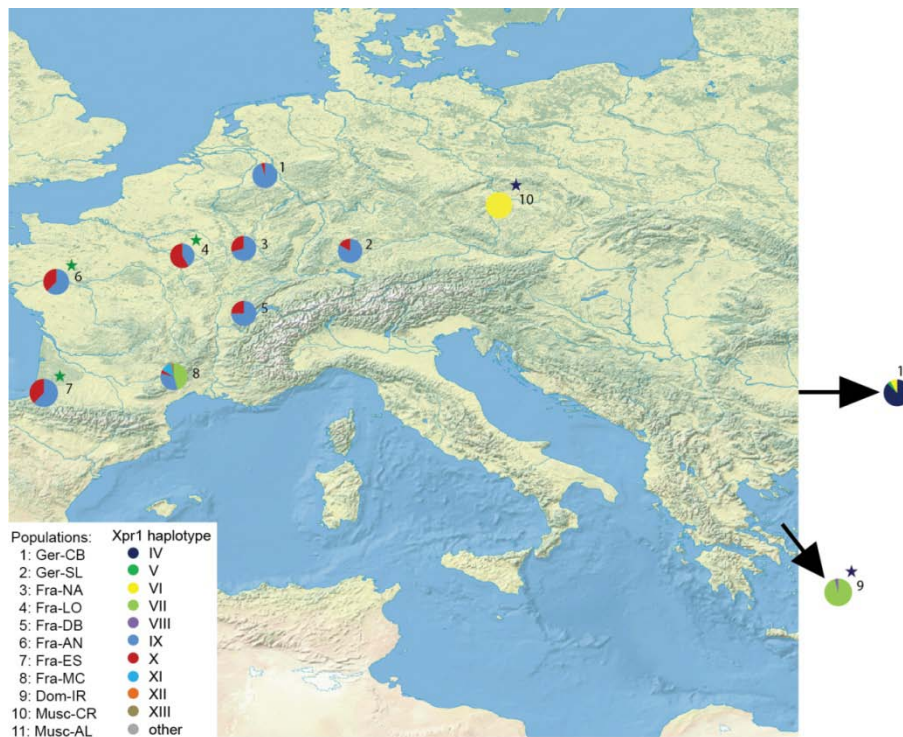 1
2
3
4
5
6
7
8
9
10
1
Populations:
1: Ger-CB
2: Ger-SL
3: Fra-NA
4: Fra-LO
5: Fra-DB
6: Fra-AN
7: Fra-ES
8: Fra-MC
9: Dom-IR
10: Musc-CR
11: Musc-AL
Xpr1 haplotype
IV
V
VI
VII
VIII
IX
X
XI
XII
XIII
other